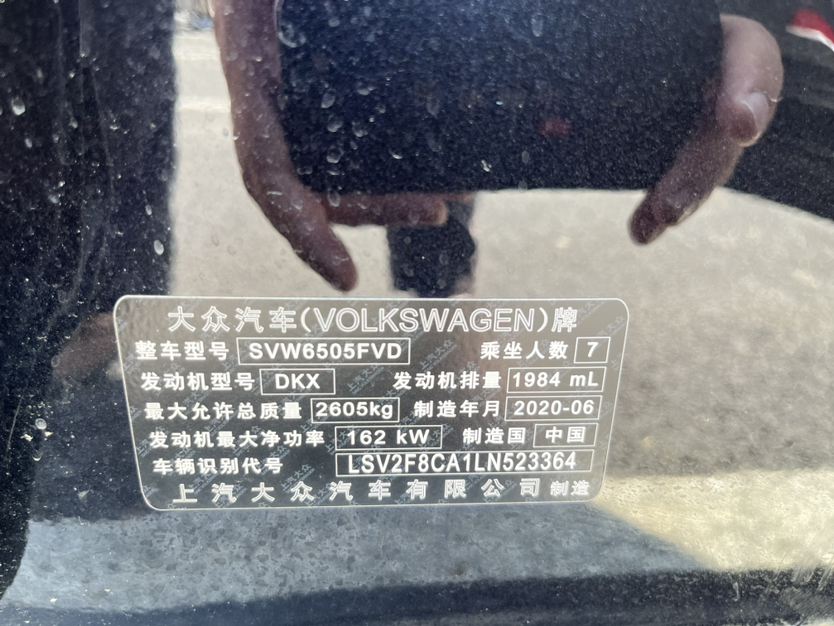 大众汽车(VOLKSWAGEN)牌
整车型号 SVW6505FVD 乘坐人数 7
发动机型号 DKX 发动机排量 1984 mL
最大允许总质量 2605kg 制造年月 2020-06
发动机最大净功率 162 kW 制造国 中国
车辆识别代号 LSV2F8CA1LN523364
上汽大众汽车有限公司 制造